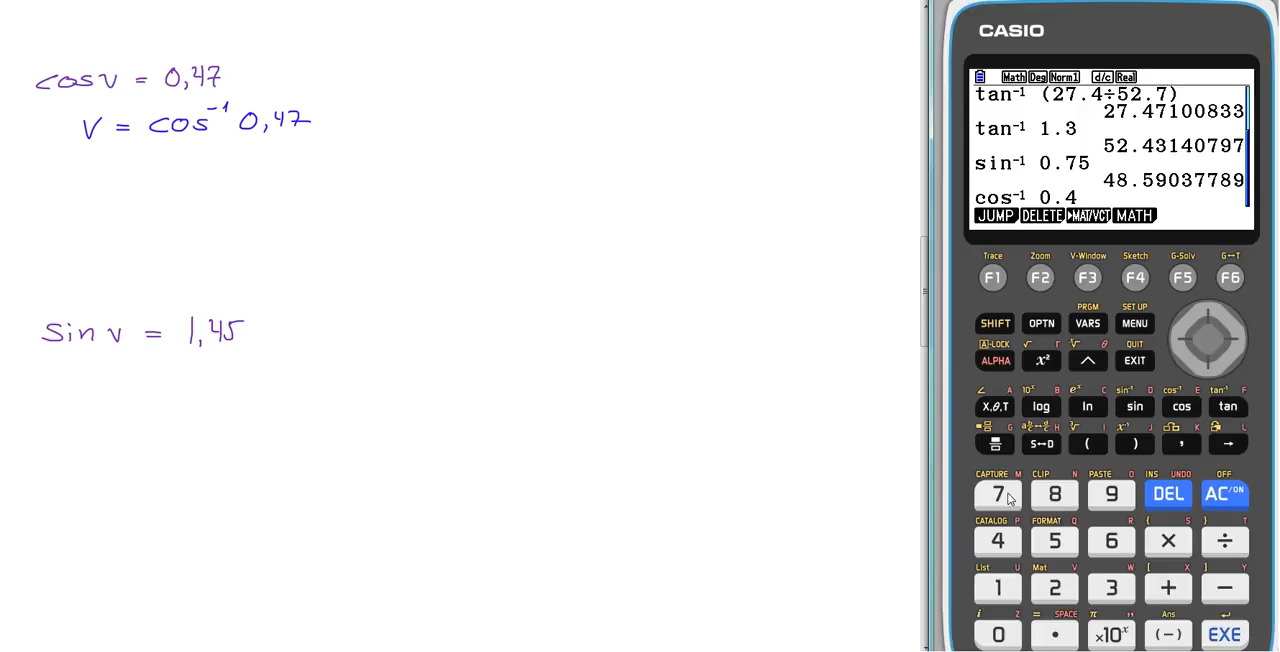 cos v = 0,47
v = cos⁻¹ 0,47
sin v = 1,45
CASIO
Math Deg Norm1 d/c Real
tan⁻¹ (27.4÷52.7)
27.47100833
tan⁻¹ 1.3
52.43140797
sin⁻¹ 0.75
48.59037789
cos⁻¹ 0.4
JUMP DELETE ▶MAT/VCT MATH
Trace Zoom V-Window Sketch G-Solv G↔T
F1 F2 F3 F4 F5 F6
PRGM SET UP
SHIFT OPTN VARS MENU
A-LOCK √ r θ QUIT
ALPHA x² ^ EXIT
∠ A 10ˣ B eˣ C sin⁻¹ D cos⁻¹ E tan⁻¹ F
X,θ,T log ln sin cos tan
G H I x⁻¹ J K L
S↔D ( ) , →
CAPTURE M CLIP N PASTE O INS UNDO OFF
7 8 9 DEL AC/ON
CATALOG P FORMAT Q R { S } T
4 5 6 × ÷
List U Mat V W [ X ] Y
1 2 3 + −
i Z = SPACE π " Ans ↵
0 • ×10ˣ (−) EXE